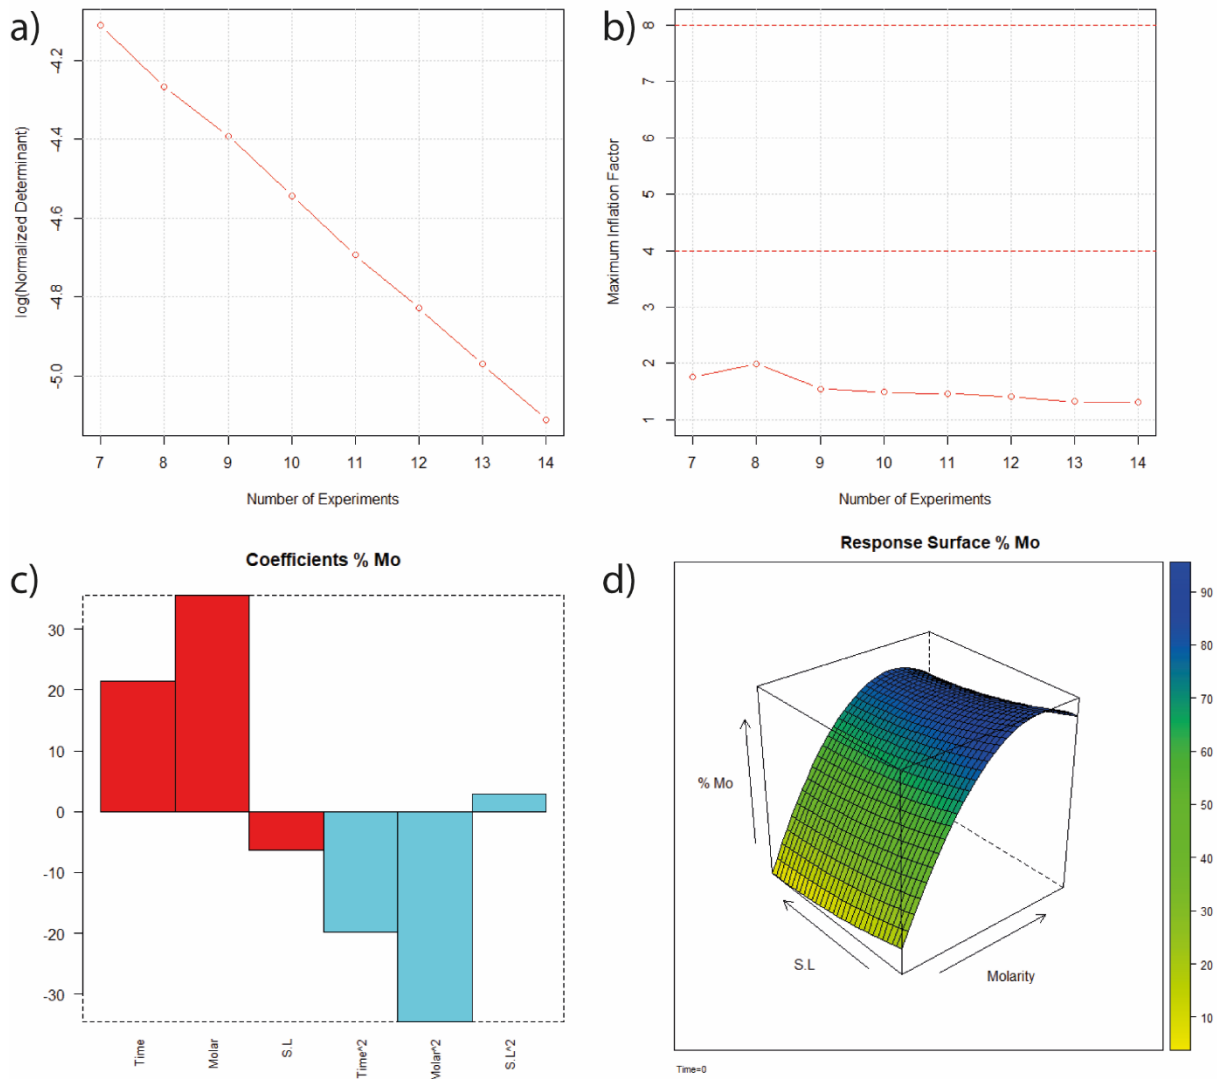 a)
log(Normalized Determinant)
-4.2
-4.4
-4.6
-4.8
-5.0
7 8 9 10 11 12 13 14
Number of Experiments
b)
Maximum Inflation Factor
8
7
6
5
4
3
2
1
7 8 9 10 11 12 13 14
Number of Experiments
c)
Coefficients % Mo
30
20
10
0
-10
-20
-30
Time
Molar
S.L
Time^2
Molar^2
S.L^2
d)
Response Surface % Mo
% Mo
S.L
Molarity
90
80
70
60
50
40
30
20
10
Time=0